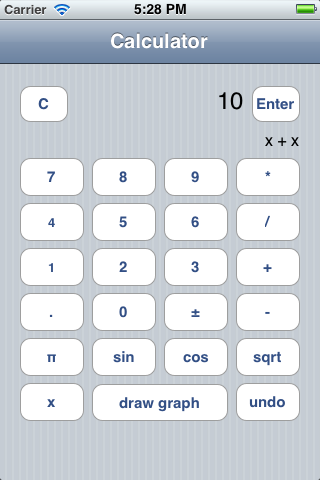 Carrier 5:28 PM
Calculator
C 10 Enter
x + x
7 8 9 *
4 5 6 /
1 2 3 +
. 0 ± -
π sin cos sqrt
x draw graph undo